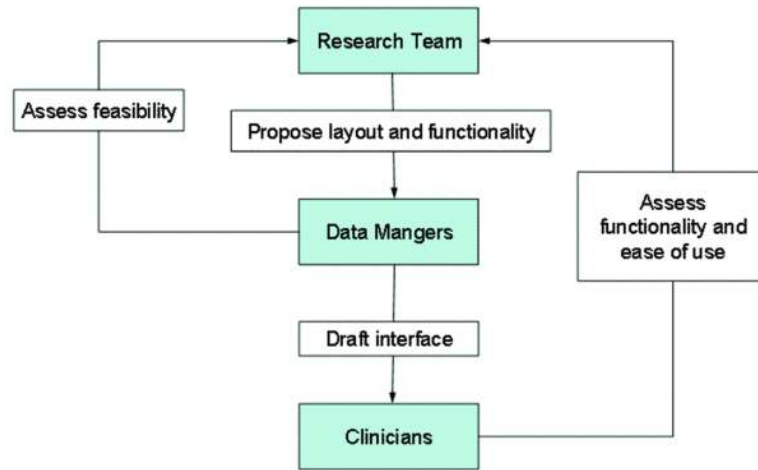 Research Team
Assess feasibility
Propose layout and functionality
Data Mangers
Assess
functionality and
ease of use
Draft interface
Clinicians